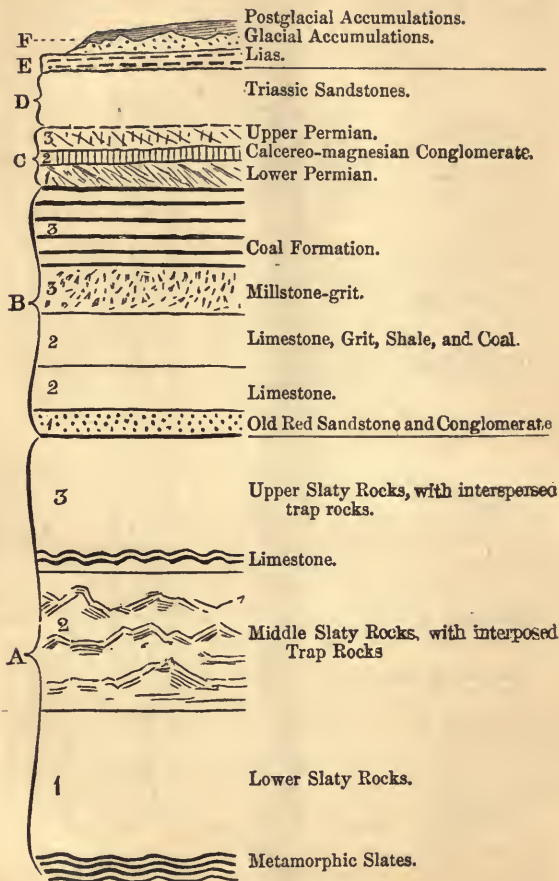 Postglacial Accumulations.
F Glacial Accumulations.
E Lias.
D Triassic Sandstones.
3 Upper Permian.
C 2 Calcereo-magnesian Conglomerate.
1 Lower Permian.
3
Coal Formation.
B 3 Millstone-grit.
2 Limestone, Grit, Shale, and Coal.
2 Limestone.
1 Old Red Sandstone and Conglomerate
3 Upper Slaty Rocks, with interspersed
trap rocks.
Limestone.
A 2 Middle Slaty Rocks, with interposed
Trap Rocks
1 Lower Slaty Rocks.
Metamorphic Slates.